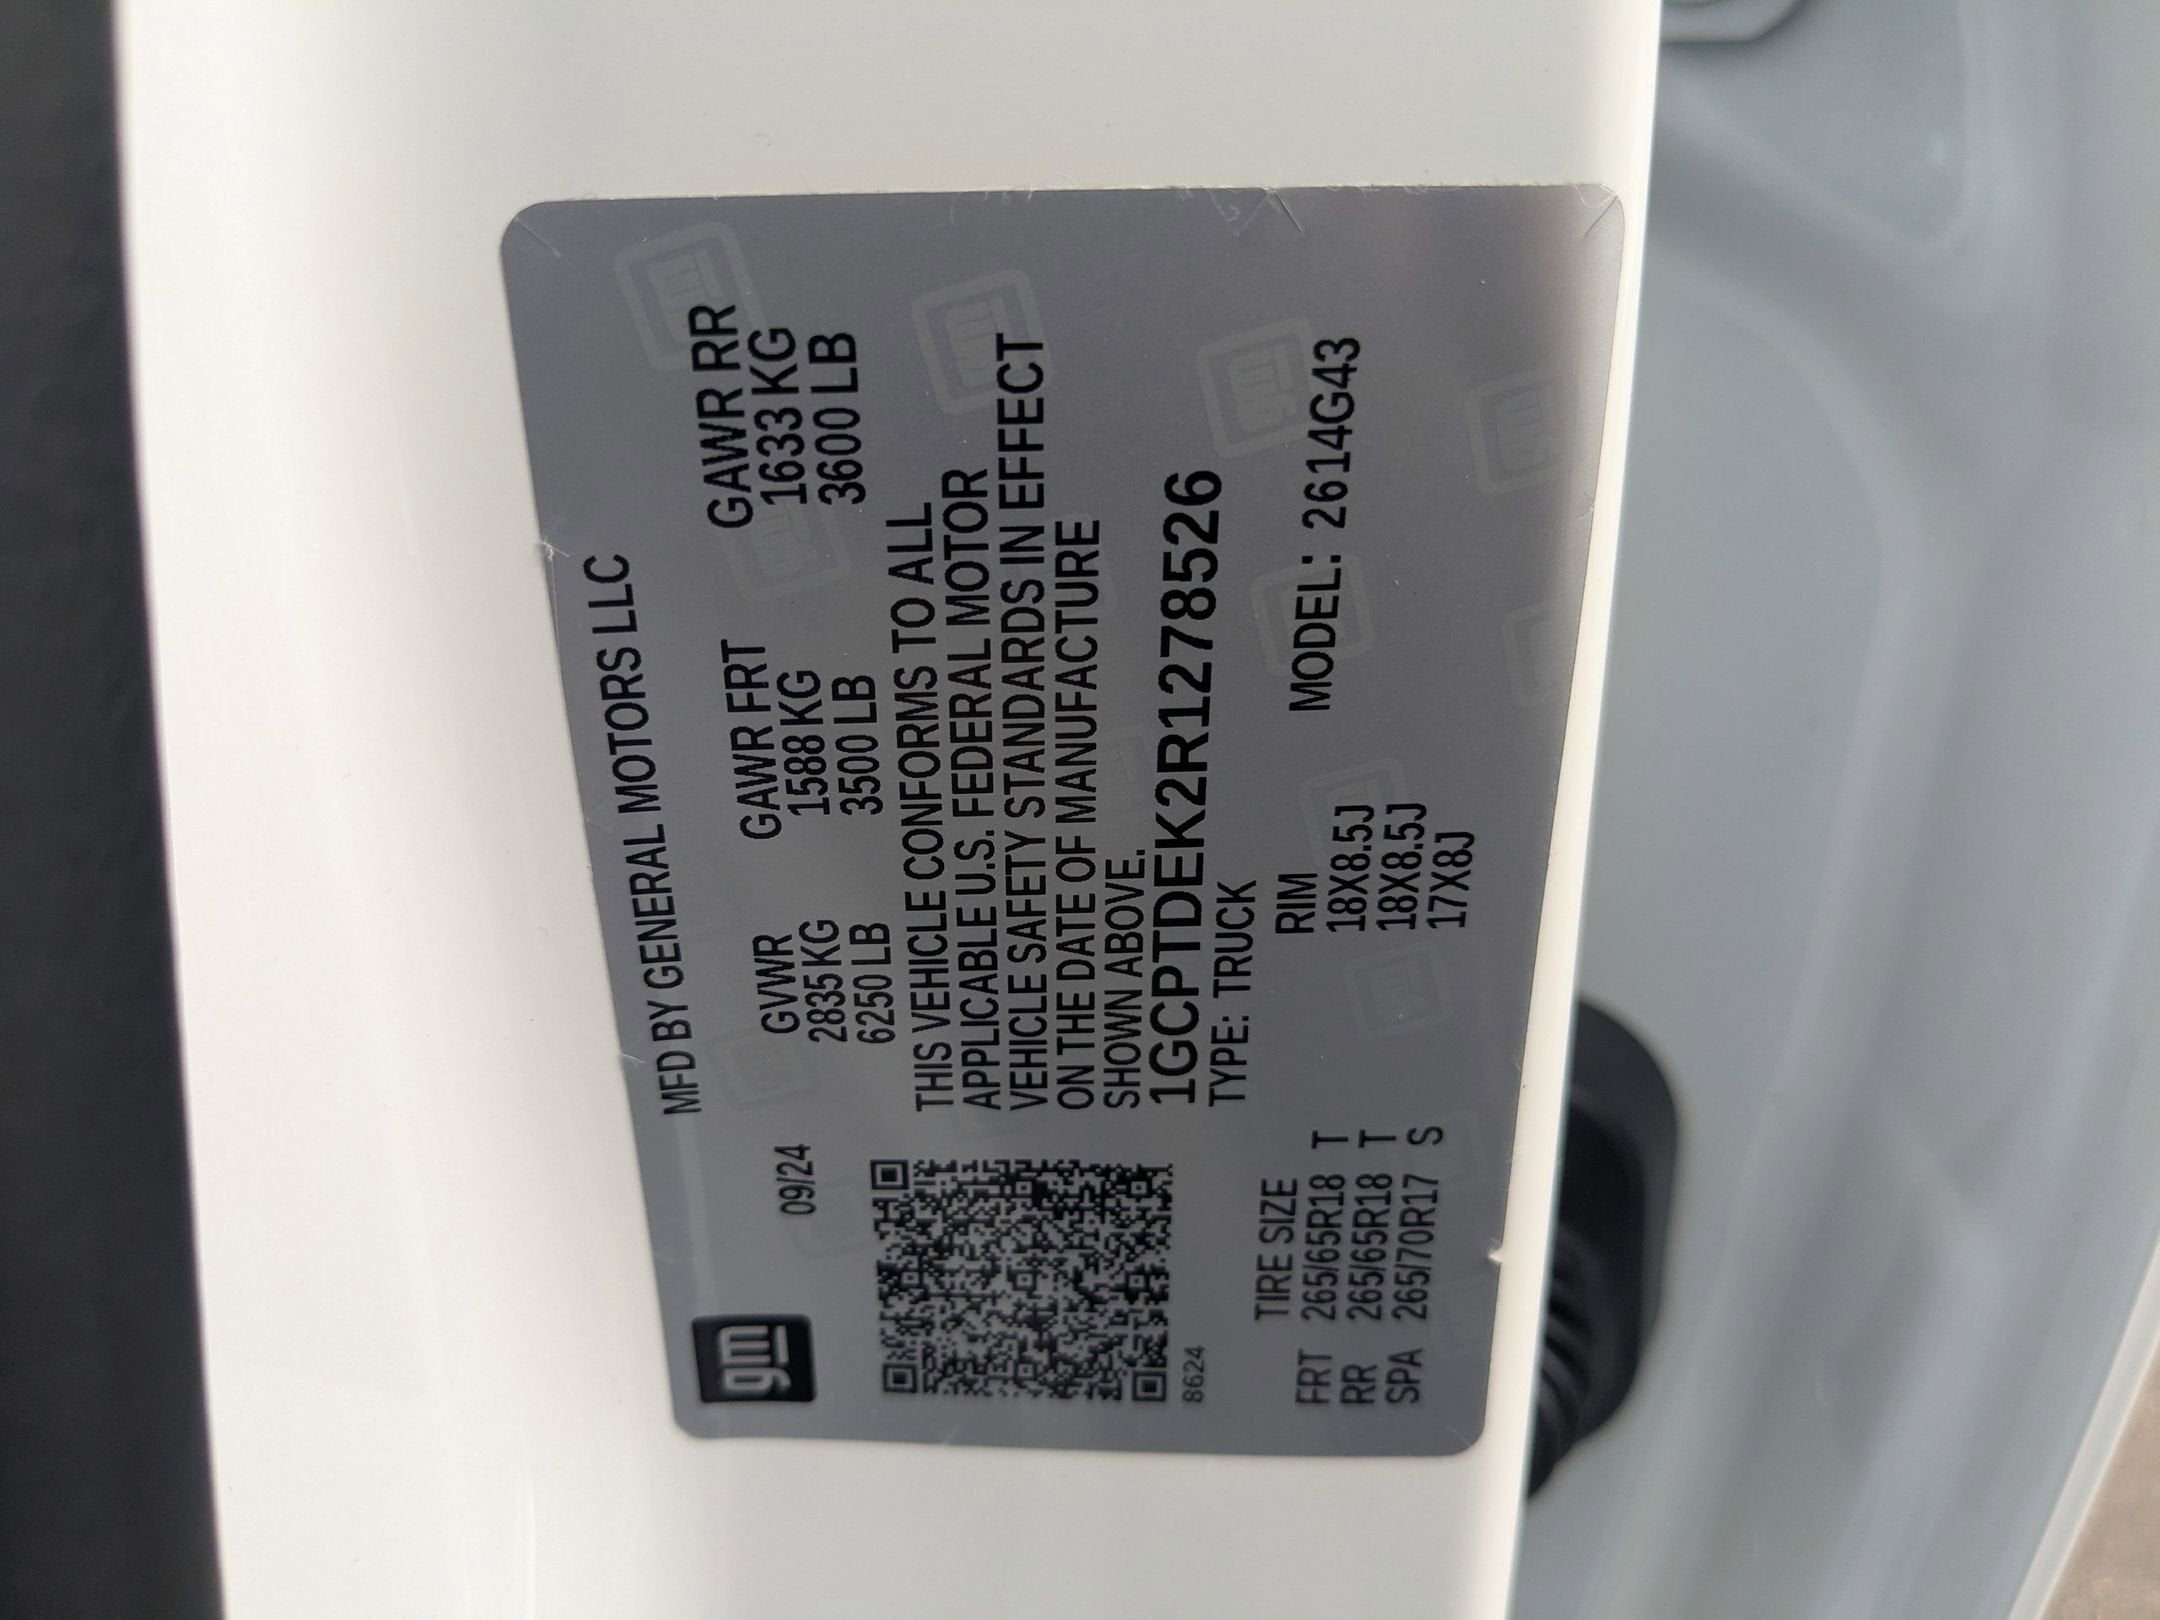 gm
MFD BY GENERAL MOTORS LLC
09/24
GVWR GAWR FRT GAWR RR
2835 KG 1588 KG 1633 KG
6250 LB 3500 LB 3600 LB
THIS VEHICLE CONFORMS TO ALL
APPLICABLE U.S. FEDERAL MOTOR
VEHICLE SAFETY STANDARDS IN EFFECT
ON THE DATE OF MANUFACTURE
SHOWN ABOVE.
1GCPTDEK2R1278526
8624
TYPE: TRUCK
TIRE SIZE RIM MODEL: 2614G43
FRT 265/65R18 T 18X8.5J
RR 265/65R18 T 18X8.5J
SPA 265/70R17 S 17X8J